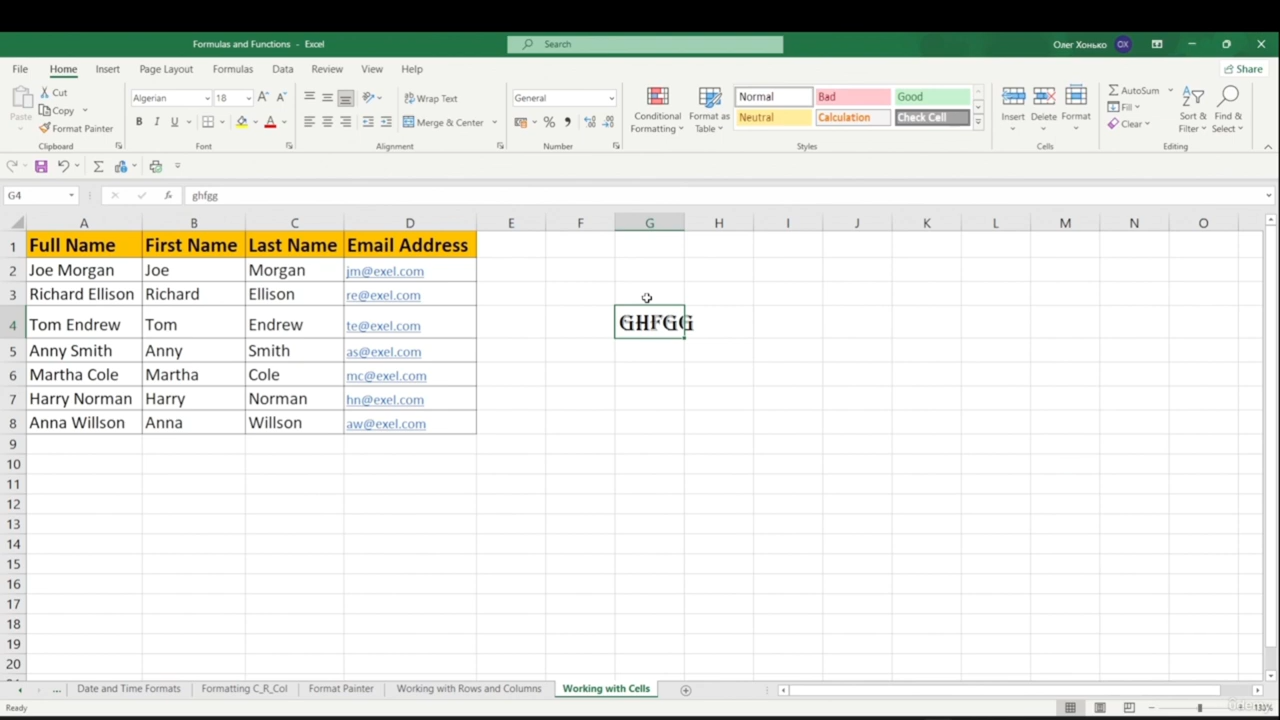 Formulas and Functions - Excel
Search
Олег Хонько
OX
File Home Insert Page Layout Formulas Data Review View Help
Share
Paste
Cut
Copy
Format Painter
Clipboard
Algerian 18
B I U
Font
Wrap Text
Merge & Center
Alignment
General
Number
Conditional Formatting
Format as Table
Normal Bad Good
Neutral Calculation Check Cell
Styles
Insert Delete Format
Cells
AutoSum
Fill
Clear
Sort & Filter
Find & Select
Editing
G4 fx ghfgg
A B C D E F G H I J K L M N O
1 Full Name First Name Last Name Email Address
2 Joe Morgan Joe Morgan jm@exel.com
3 Richard Ellison Richard Ellison re@exel.com
4 Tom Endrew Tom Endrew te@exel.com GHFGG
5 Anny Smith Anny Smith as@exel.com
6 Martha Cole Martha Cole mc@exel.com
7 Harry Norman Harry Norman hn@exel.com
8 Anna Willson Anna Willson aw@exel.com
9
10
11
12
13
14
15
16
17
18
19
20
... Date and Time Formats Formatting C_R_Col Format Painter Working with Rows and Columns Working with Cells
Ready